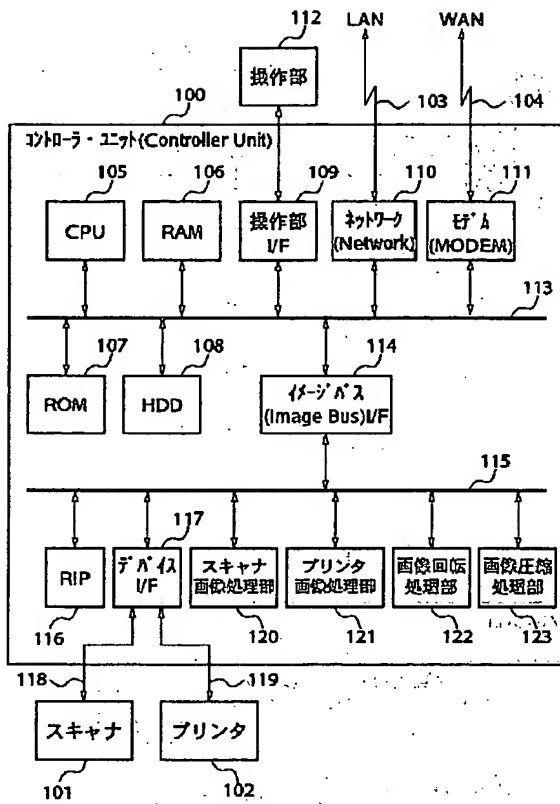 112
LAN
WAN
操作部
100
103
104
コントローラ・ユニット(Controller Unit)
105
106
109
110
111
CPU
RAM
操作部
I/F
ネットワーク
(Network)
モデム
(MODEM)
113
107
108
114
ROM
HDD
イメージバス
(Image Bus)I/F
115
117
RIP
デバイス
I/F
スキャナ
画像処理部
プリンタ
画像処理部
画像回転
処理部
画像圧縮
処理部
116
120
121
122
123
118
119
スキャナ
プリンタ
101
102